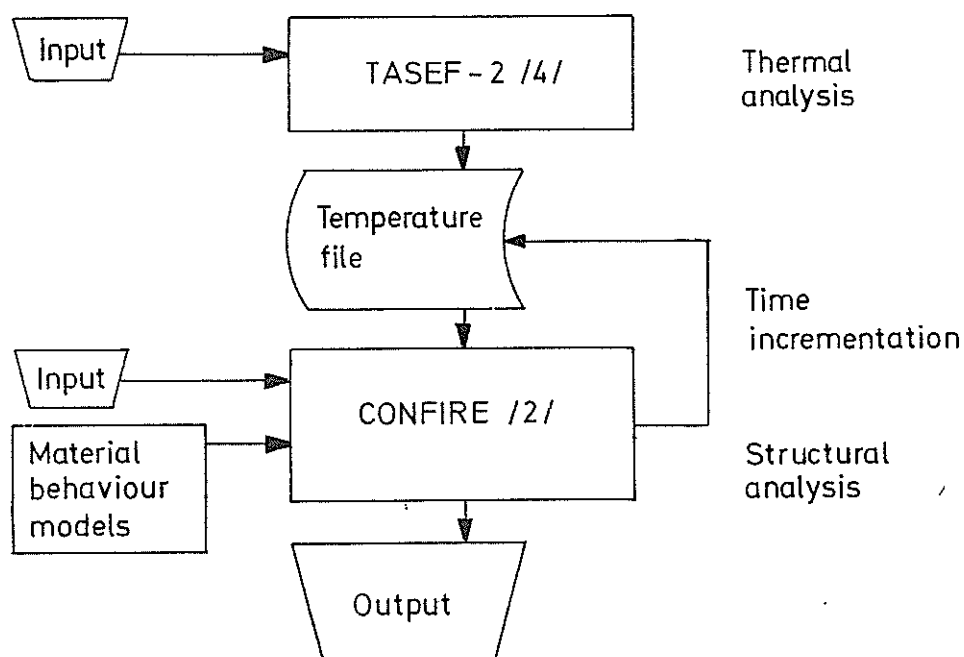 Input
TASEF-2 /4/
Thermal
analysis
Temperature
file
Time
incrementation
Input
CONFIRE /2/
Material
behaviour
models
Structural
analysis
Output